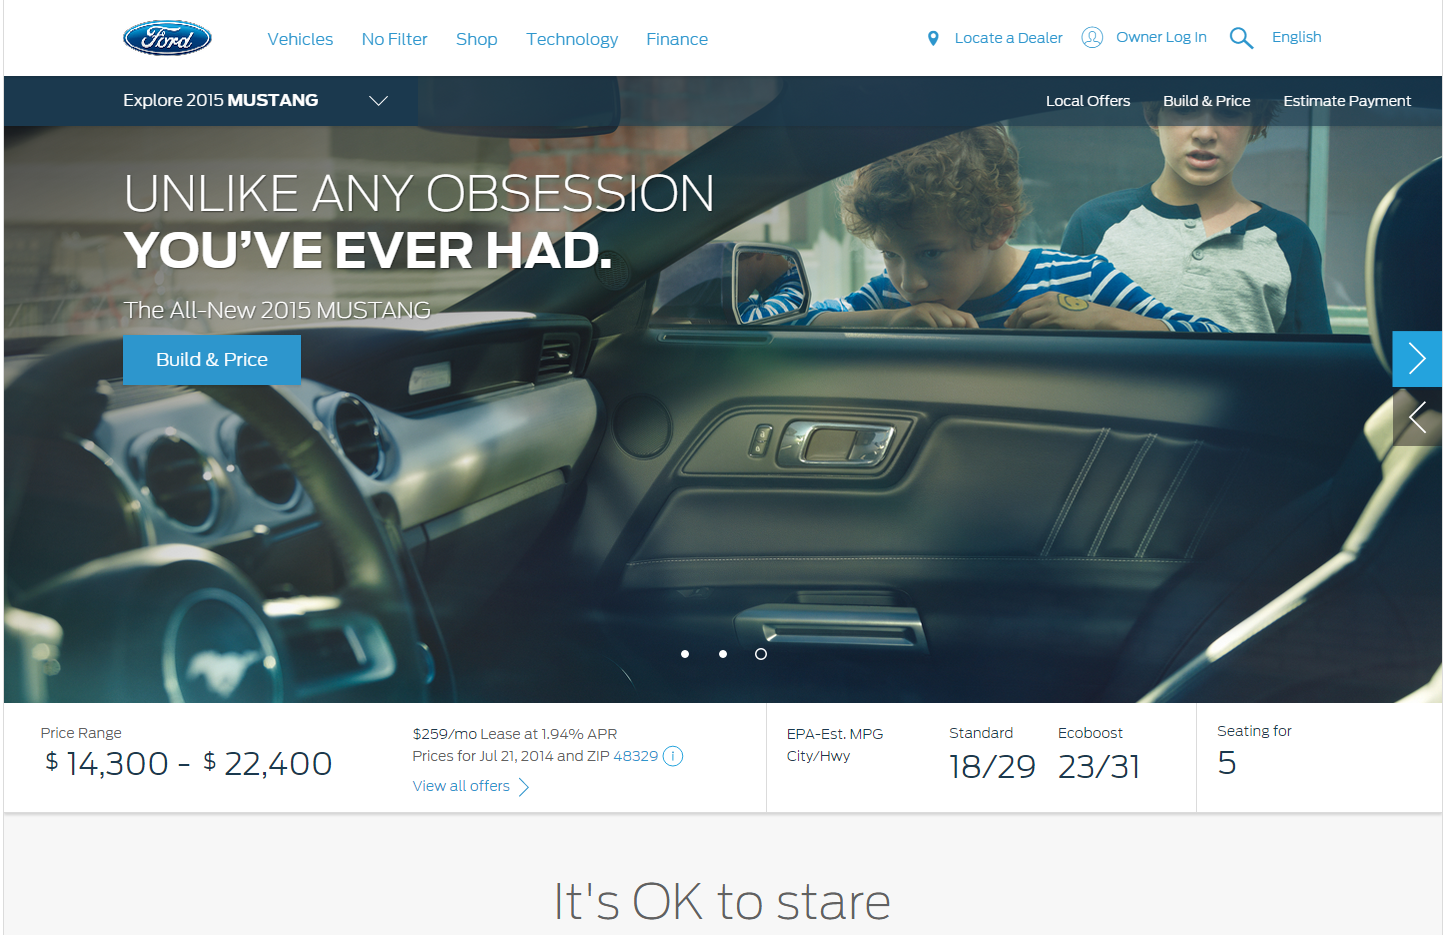 Ford
Vehicles
No Filter
Shop
Technology
Finance
Locate a Dealer
Owner Log In
English
Explore 2015 MUSTANG
Local Offers
Build & Price
Estimate Payment
UNLIKE ANY OBSESSION
YOU'VE EVER HAD.
The All-New 2015 MUSTANG
Build & Price
Price Range
$ 14,300 - $ 22,400
$259/mo Lease at 1.94% APR
Prices for Jul 21, 2014 and ZIP 48329 i
View all offers
EPA-Est. MPG
City/Hwy
Standard
18/29
Ecoboost
23/31
Seating for
5
It's OK to stare